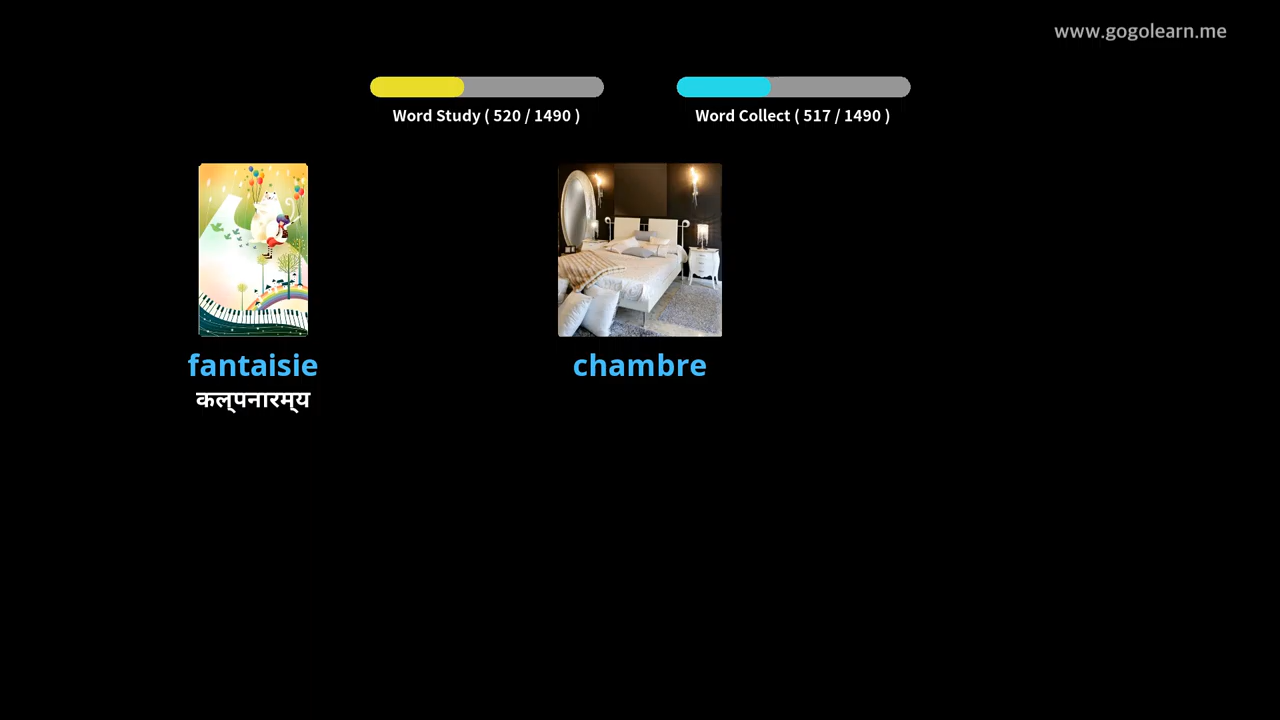 www.gogolearn.me
Word Study ( 520 / 1490 )
Word Collect ( 517 / 1490 )
fantaisie
chambre
कल्पनारम्य